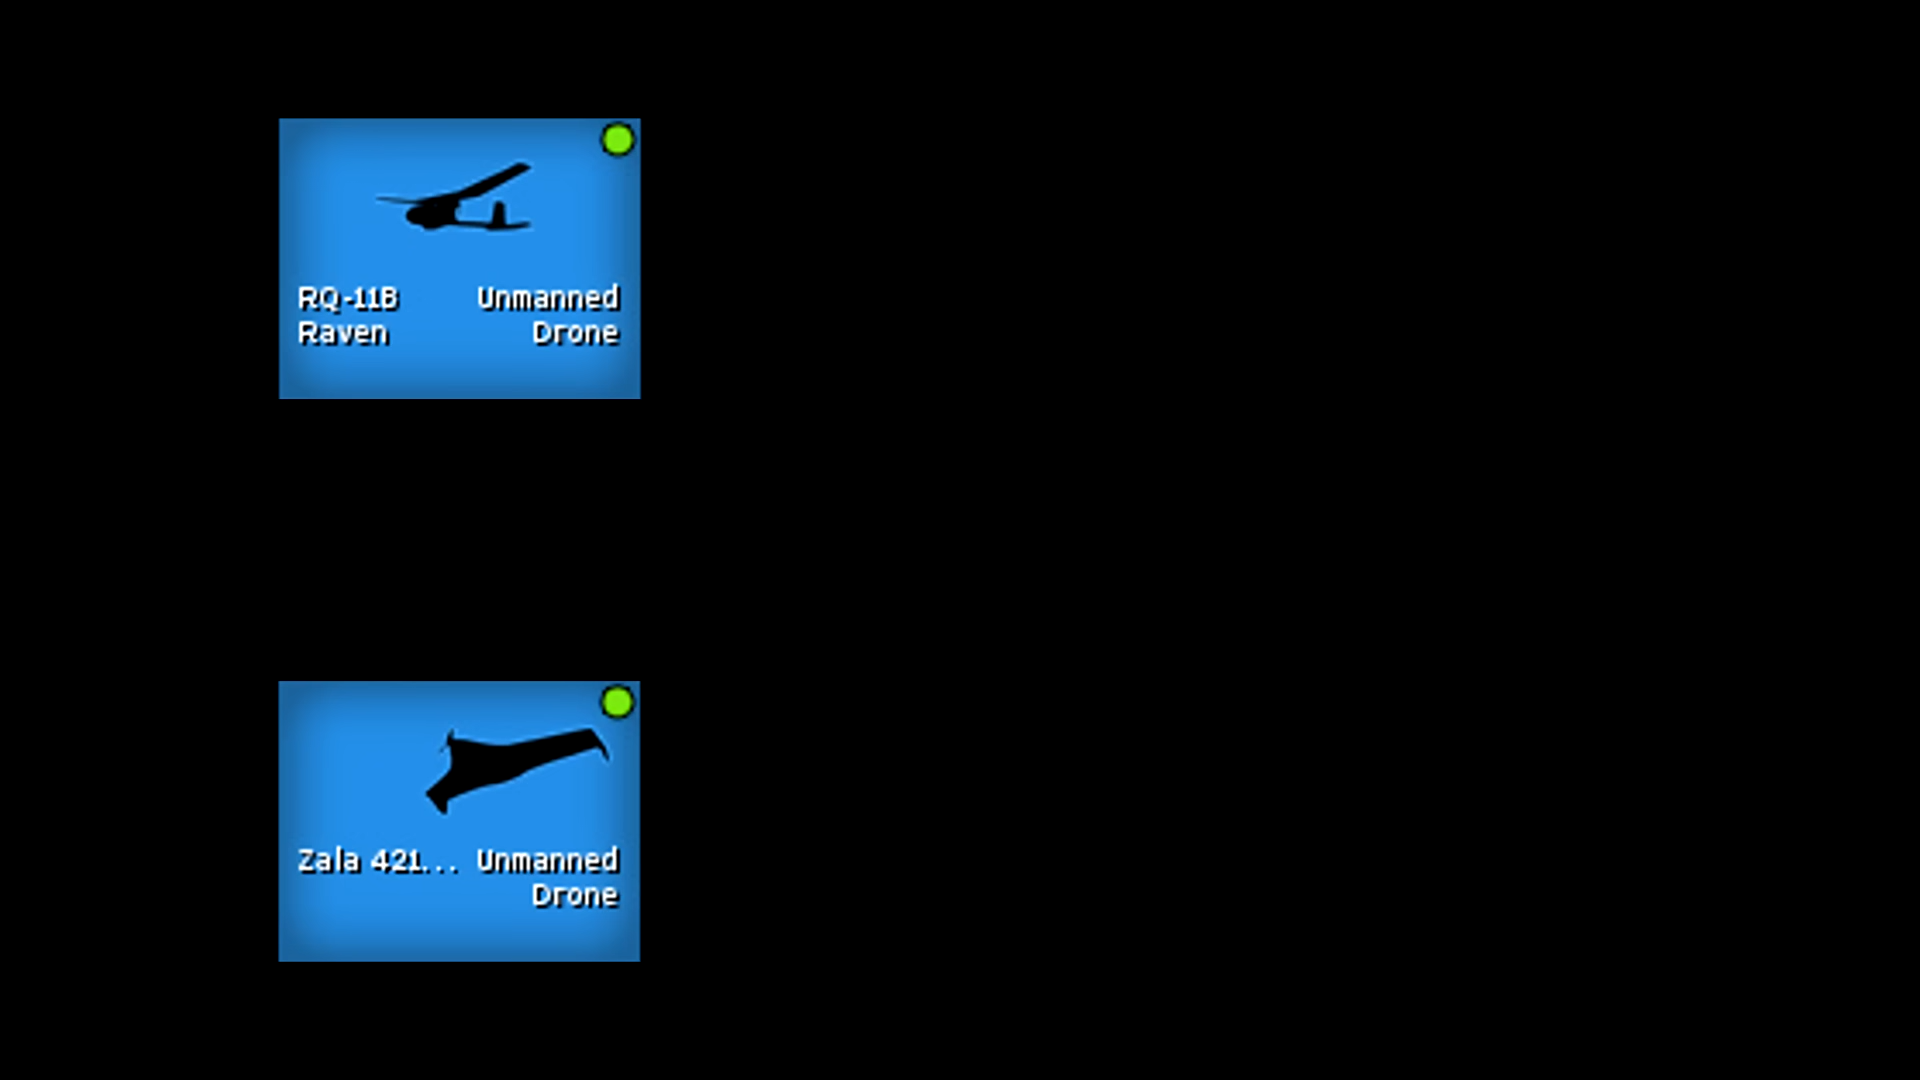 RQ-11B Unmanned
Raven Drone
Zala 421... Unmanned
Drone